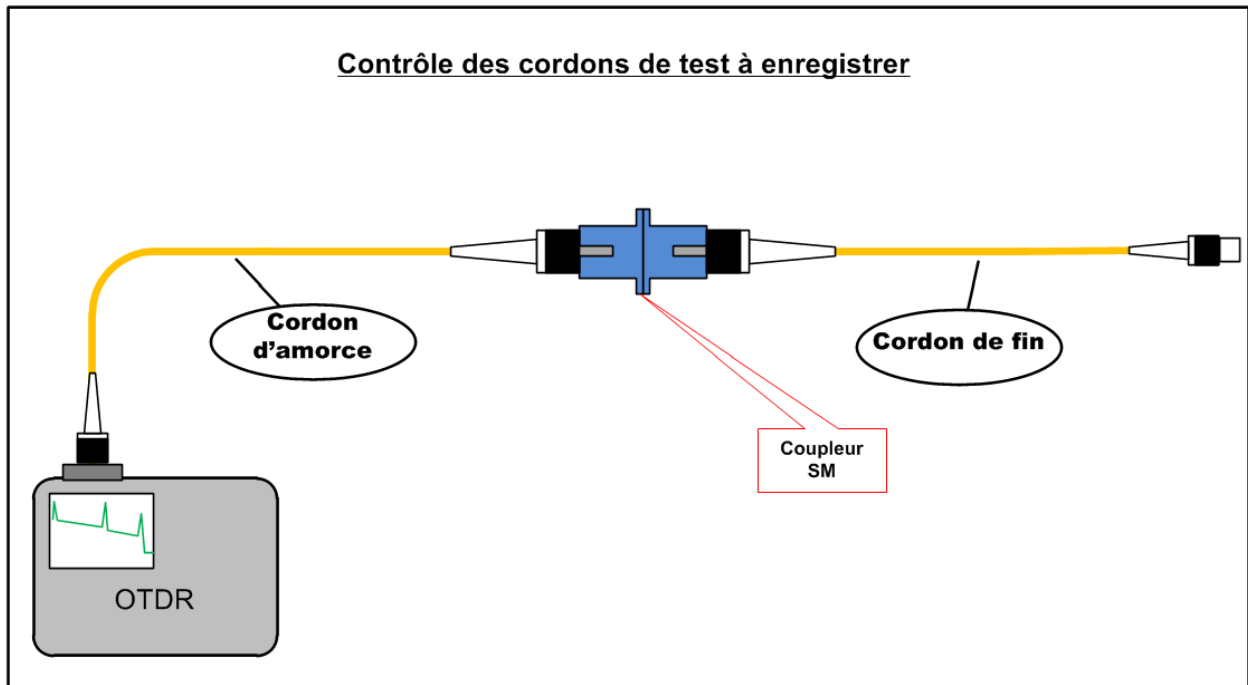 Contrôle des cordons de test à enregistrer
Cordon
d’amorce
Cordon de fin
Coupleur
SM
OTDR